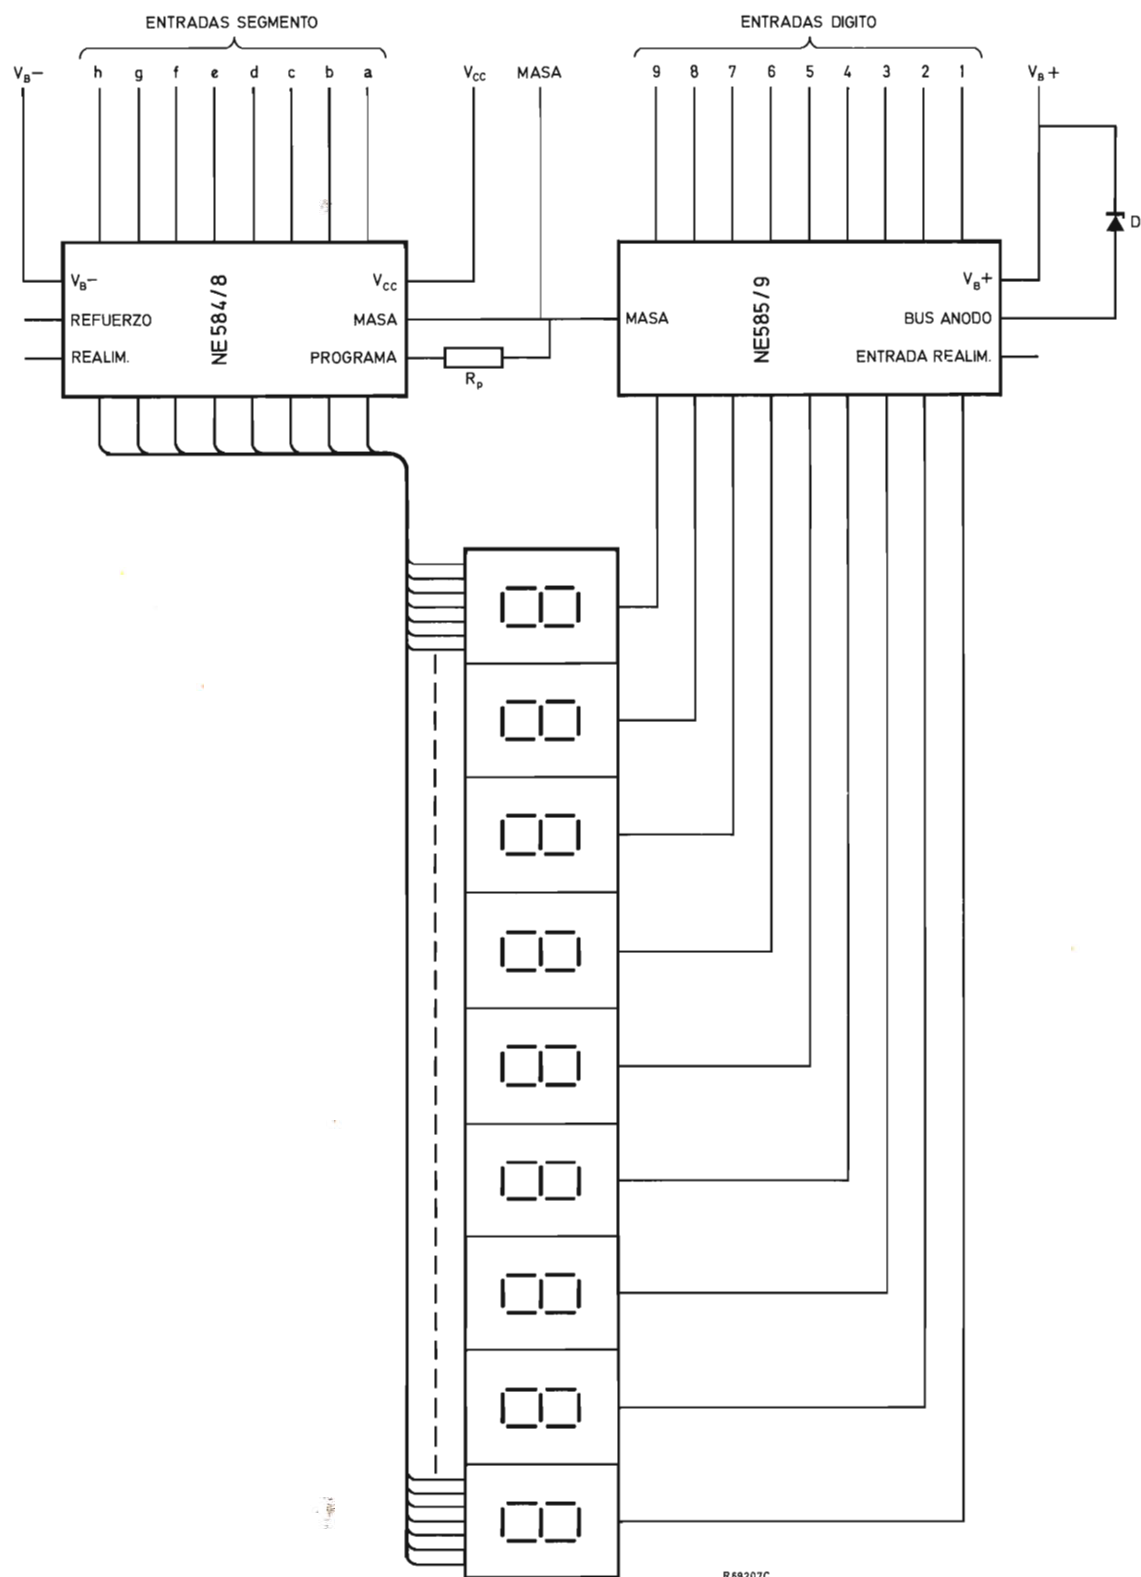 ENTRADAS SEGMENTO
ENTRADAS DIGITO
V_B−
h g f e d c b a
V_CC
MASA
9 8 7 6 5 4 3 2 1
V_B+
D
V_B−
REFUERZO
REALIM.
NE584/8
V_CC
MASA
PROGRAMA
R_p
MASA
NE585/9
V_B+
BUS ANODO
ENTRADA REALIM.
R59207C